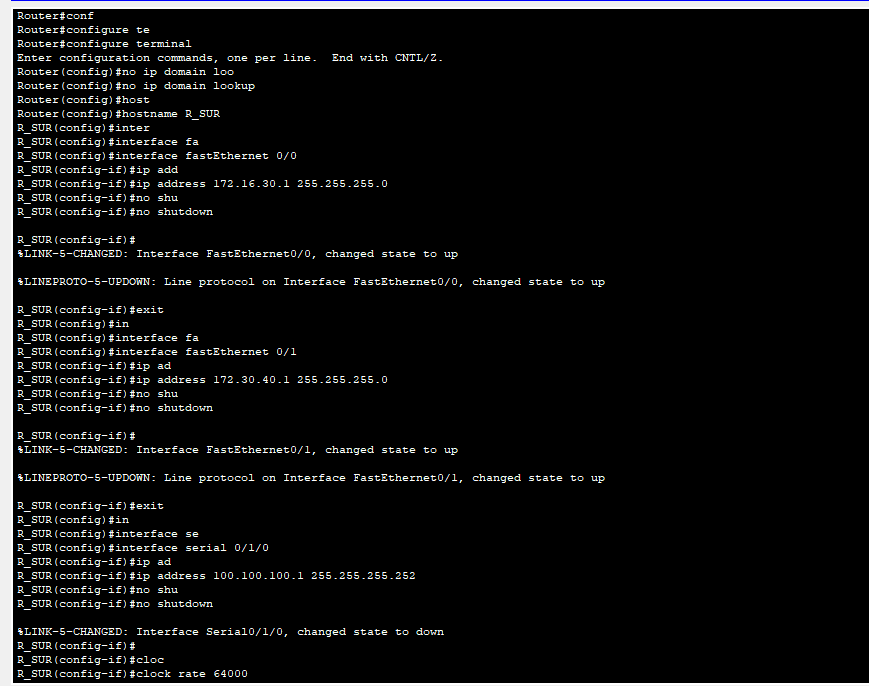 Router#conf
Router#configure te
Router#configure terminal
Enter configuration commands, one per line.  End with CNTL/Z.
Router(config)#no ip domain loo
Router(config)#no ip domain lookup
Router(config)#host
Router(config)#hostname R_SUR
R_SUR(config)#inter
R_SUR(config)#interface fa
R_SUR(config)#interface fastEthernet 0/0
R_SUR(config-if)#ip add
R_SUR(config-if)#ip address 172.16.30.1 255.255.255.0
R_SUR(config-if)#no shu
R_SUR(config-if)#no shutdown

R_SUR(config-if)#
%LINK-5-CHANGED: Interface FastEthernet0/0, changed state to up

%LINEPROTO-5-UPDOWN: Line protocol on Interface FastEthernet0/0, changed state to up

R_SUR(config-if)#exit
R_SUR(config)#in
R_SUR(config)#interface fa
R_SUR(config)#interface fastEthernet 0/1
R_SUR(config-if)#ip ad
R_SUR(config-if)#ip address 172.30.40.1 255.255.255.0
R_SUR(config-if)#no shu
R_SUR(config-if)#no shutdown

R_SUR(config-if)#
%LINK-5-CHANGED: Interface FastEthernet0/1, changed state to up

%LINEPROTO-5-UPDOWN: Line protocol on Interface FastEthernet0/1, changed state to up

R_SUR(config-if)#exit
R_SUR(config)#in
R_SUR(config)#interface se
R_SUR(config)#interface serial 0/1/0
R_SUR(config-if)#ip ad
R_SUR(config-if)#ip address 100.100.100.1 255.255.255.252
R_SUR(config-if)#no shu
R_SUR(config-if)#no shutdown

%LINK-5-CHANGED: Interface Serial0/1/0, changed state to down
R_SUR(config-if)#
R_SUR(config-if)#cloc
R_SUR(config-if)#clock rate 64000